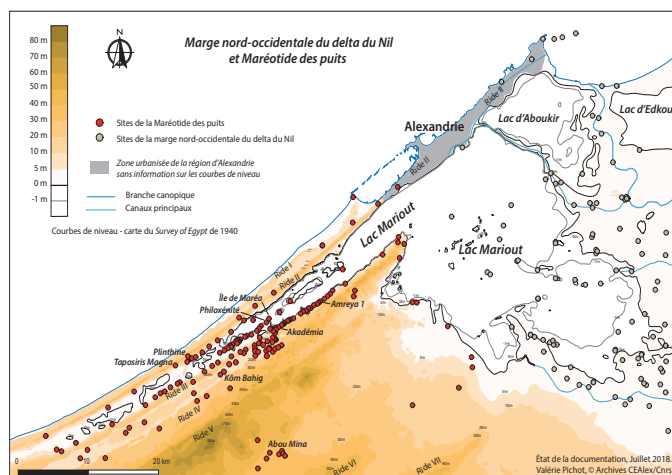 Marge nord-occidentale du delta du Nil
et Maréotide des puits
80 m
70 m
60 m
50 m
40 m
30 m
20 m
10 m
5 m
0 m
-1 m
N
Sites de la Maréotide des puits
Sites de la marge nord-occidentale du delta du Nil
Zone urbanisée de la région d'Alexandrie
sans information sur les courbes de niveau
Branche canopique
Canaux principaux
Courbes de niveau - carte du Survey of Egypt de 1940
Alexandrie
Ride II
Ride II
Lac d'Aboukir
Lac d'Edkou
Lac Mariout
Lac Mariout
Ride I
Ride II
Île de Maréa
Philoxénité
Amreya 1
Akadémia
Plinthine
Taposiris Magna
Kôm Bahig
Ride III
Ride IV
Ride V
Abou Mina
Ride VI
Ride VII
0
10
20 km
État de la documentation, Juillet 2018.
Valérie Pichot, © Archives CEAlex/Cnrs